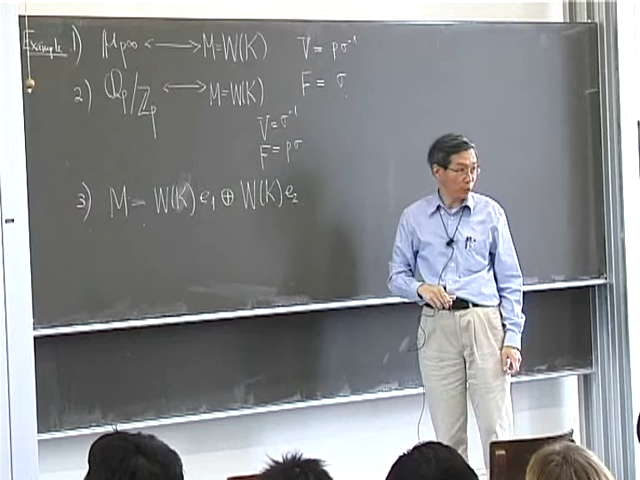 Example 1) μp∞ <—> M=W(K) V = pσ⁻¹
F = σ
2) Qp/Zp <—> M=W(K)
V=σ⁻¹
F=pσ
3) M = W(K)e₁ ⊕ W(K)e₂